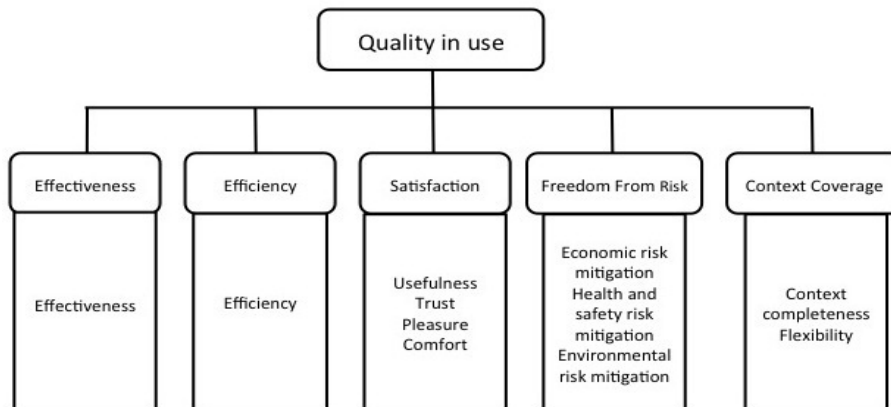 Quality in use
Effectiveness
Efficiency
Satisfaction
Freedom From Risk
Context Coverage
Effectiveness
Efficiency
Usefulness
Trust
Pleasure
Comfort
Economic risk
mitigation
Health and
safety risk
mitigation
Environmental
risk mitigation
Context
completeness
Flexibility